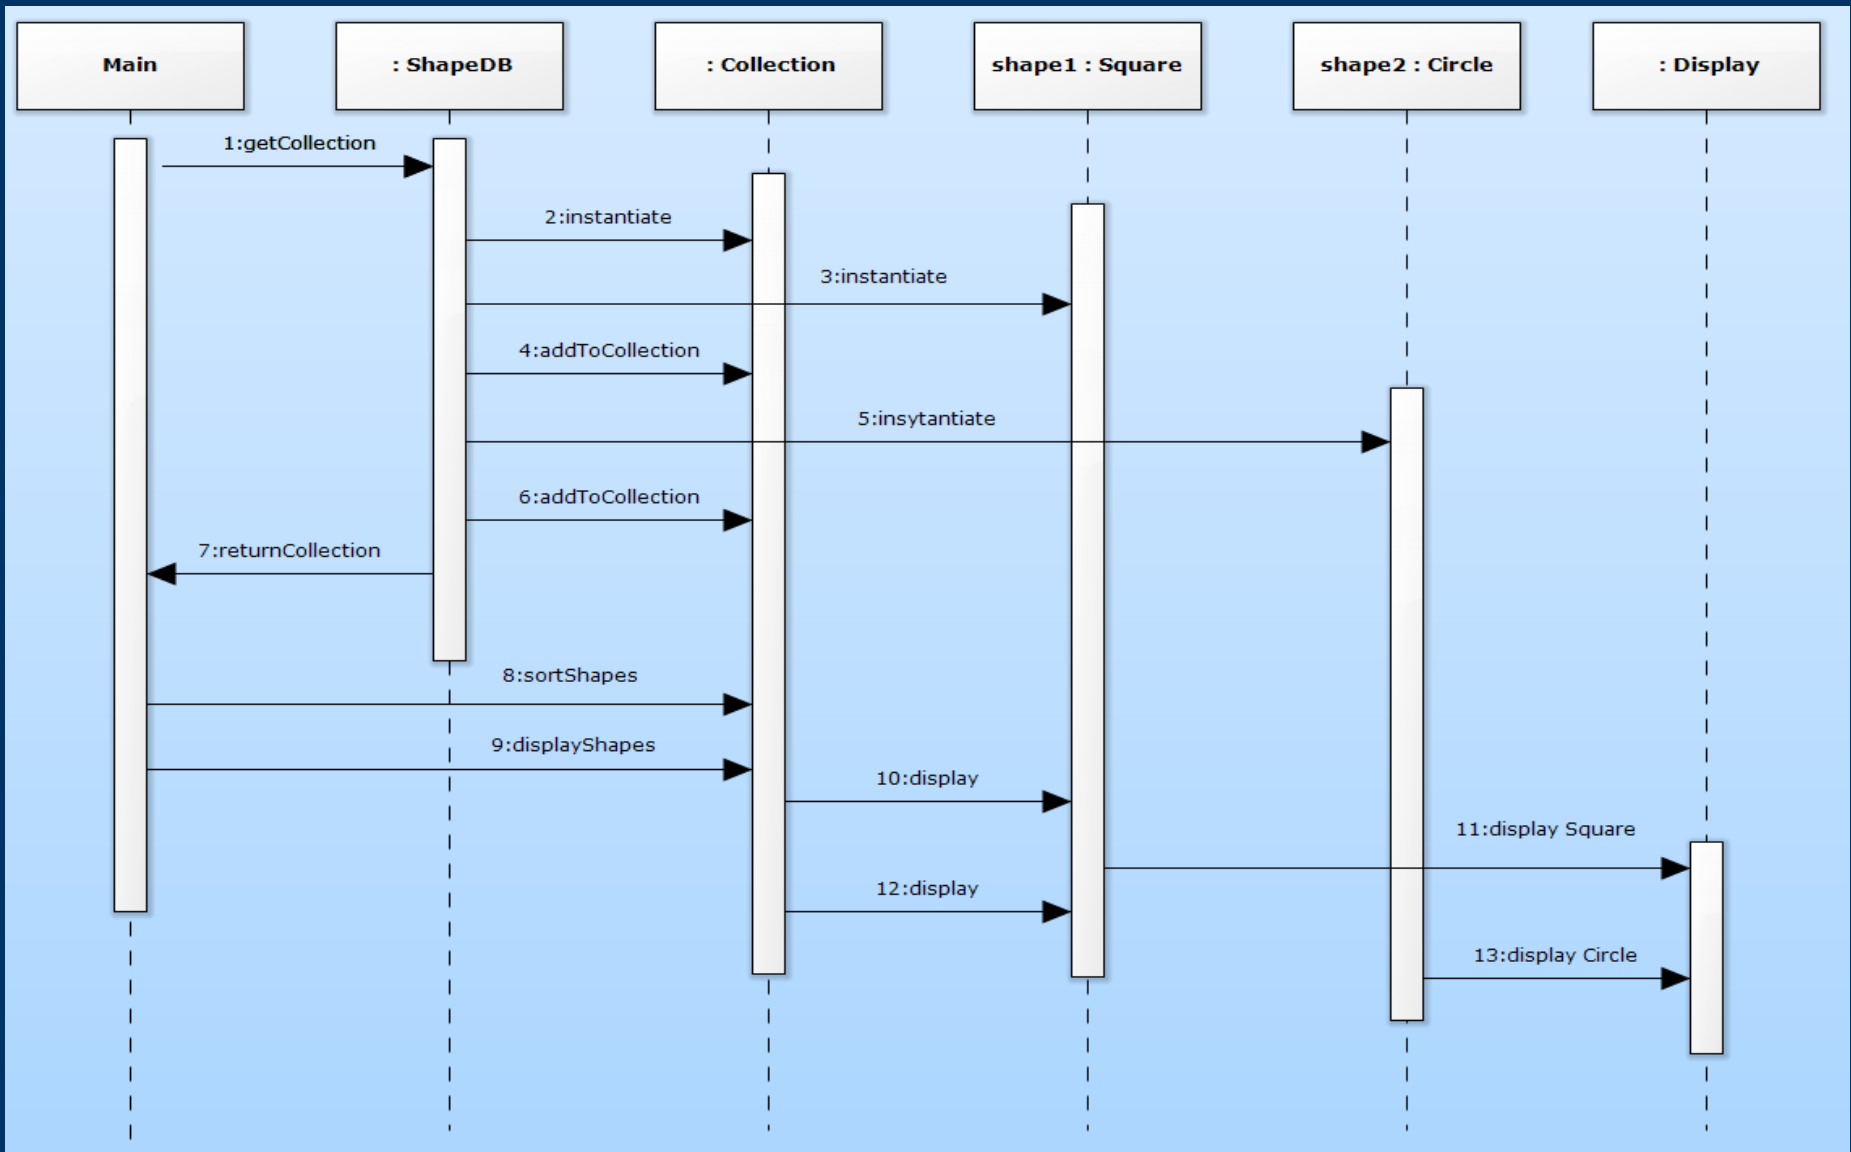 Main
: ShapeDB
: Collection
shape1 : Square
shape2 : Circle
: Display
1:getCollection
2:instantiate
3:instantiate
4:addToCollection
5:insytantiate
6:addToCollection
7:returnCollection
8:sortShapes
9:displayShapes
10:display
11:display Square
12:display
13:display Circle